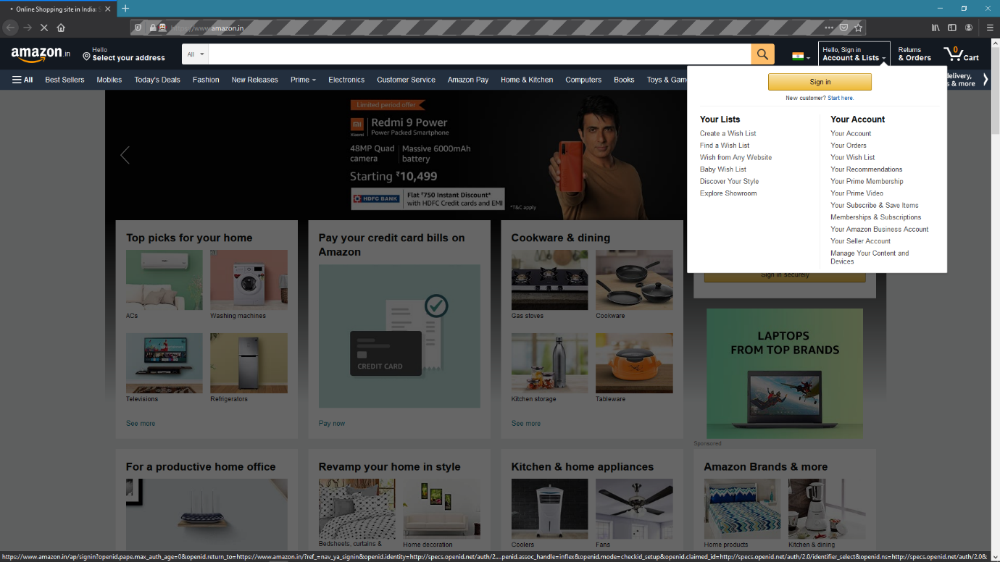 Online Shopping site in India: S
https://www.amazon.in
amazon.in
Hello
Select your address
All
Hello, Sign in
Account & Lists
Returns
& Orders
0
Cart
All
Best Sellers
Mobiles
Today's Deals
Fashion
New Releases
Prime
Electronics
Customer Service
Amazon Pay
Home & Kitchen
Computers
Books
Toys & Gam
delivery,
s & more
Sign in
New customer? Start here.
Your Lists
Create a Wish List
Find a Wish List
Wish from Any Website
Baby Wish List
Discover Your Style
Explore Showroom
Your Account
Your Account
Your Orders
Your Wish List
Your Recommendations
Your Prime Membership
Your Prime Video
Your Subscribe & Save Items
Memberships & Subscriptions
Your Amazon Business Account
Your Seller Account
Manage Your Content and
Devices
Sign in securely
Limited period offer
mi
Xiaomi
Redmi 9 Power
Power Packed Smartphone
48MP Quad
camera
Massive 6000mAh
battery
Starting ₹10,499
HDFC BANK
Flat ₹750 Instant Discount*
with HDFC Credit cards and EMI
*T&C apply
Top picks for your home
ACs
Washing machines
Televisions
Refrigerators
See more
Pay your credit card bills on
Amazon
CREDIT CARD
Pay now
Cookware & dining
Gas stoves
Cookware
Kitchen storage
Tableware
See more
LAPTOPS
FROM TOP BRANDS
Sponsored
For a productive home office
Revamp your home in style
Bedsheets, curtains &
Home decoration
Kitchen & home appliances
Coolers
Fans
Amazon Brands & more
Home products
Kitchen & dining
https://www.amazon.in/ap/signin?openid.pape.max_auth_age=0&openid.return_to=https://www.amazon.in/?ref_=nav_ya_signin&openid.identity=http://specs.openid.net/auth/2....penid.assoc_handle=inflex&openid.mode=checkid_setup&openid.claimed_id=http://specs.openid.net/auth/2.0/identifier_select&openid.ns=http://specs.openid.net/auth/2.0&